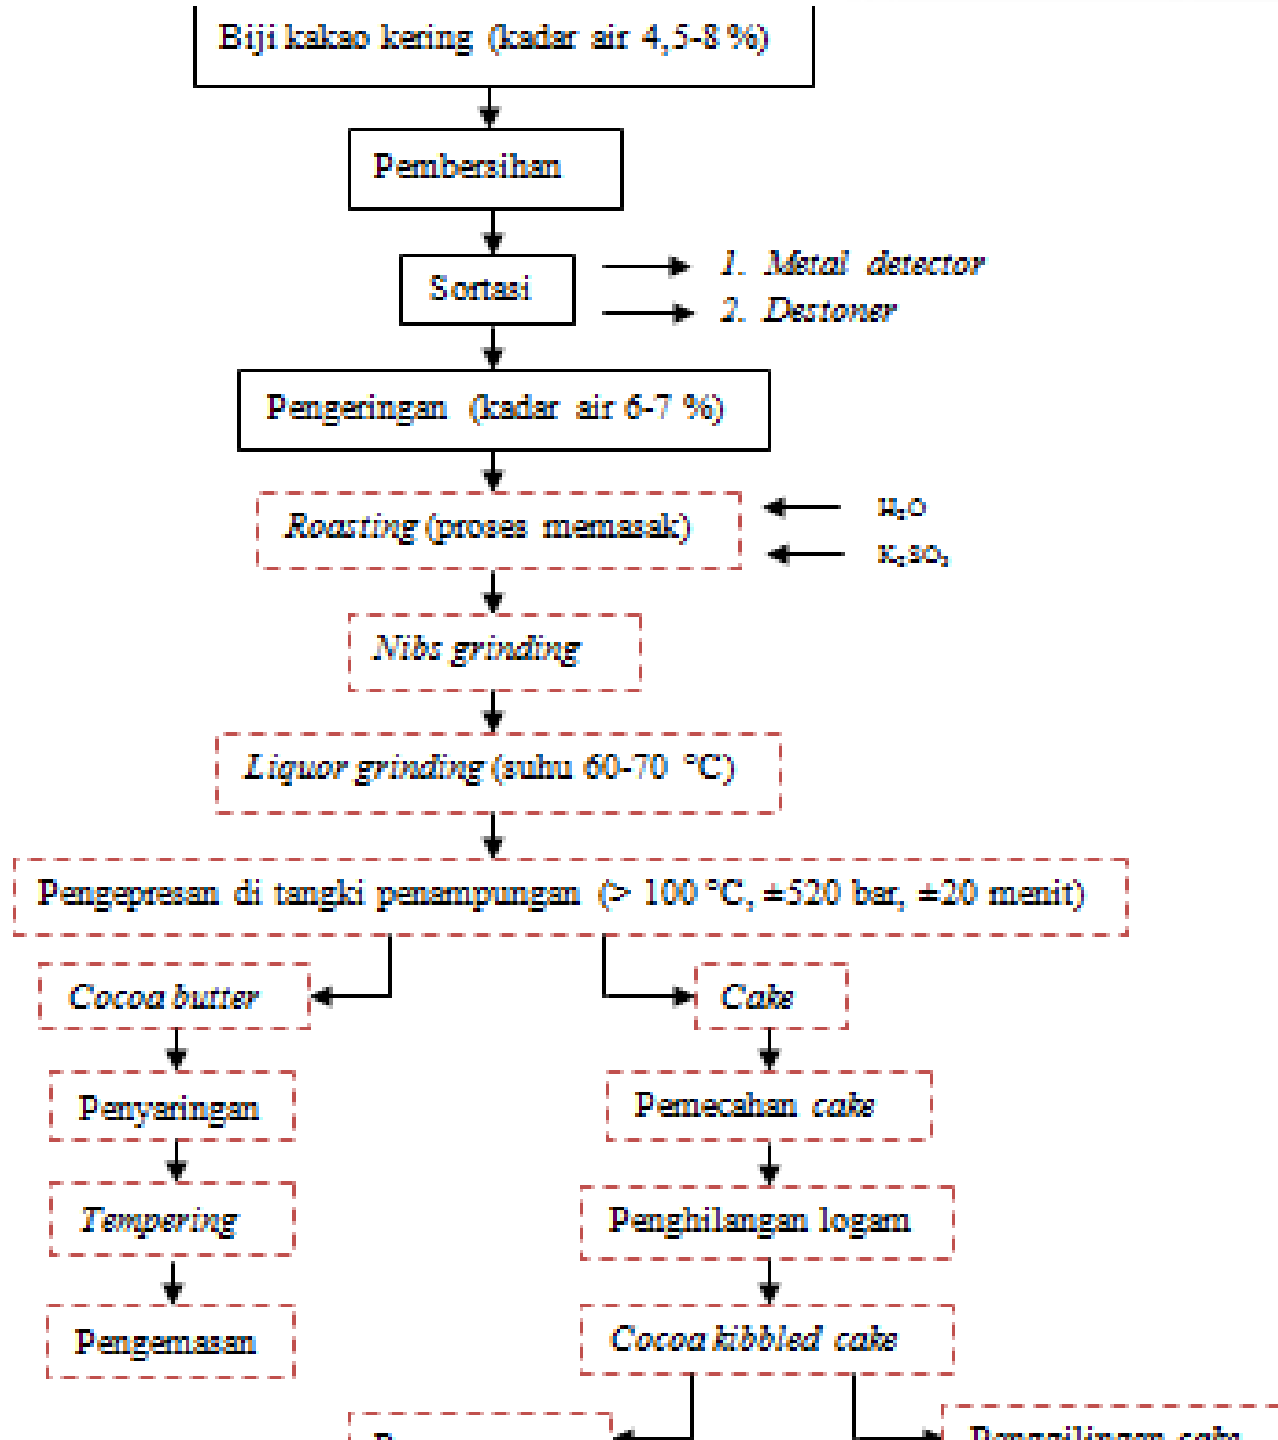 Biji kakao kering (kadar air 4,5-8 %)
Pembersihan
Sortasi
1. Metal detector
2. Destoner
Pengeringan (kadar air 6-7 %)
Roasting (proses memasak)
H₂O
Nibs grinding
Liquor grinding (suhu 60-70 °C)
Pengepresan di tangki penampungan (> 100 °C, ±520 bar, ±20 menit)
Cocoa butter
Cake
Penyaringan
Pemecahan cake
Tempering
Penghilangan logam
Pengemasan
Cocoa kibbled cake
Penggilingan cake